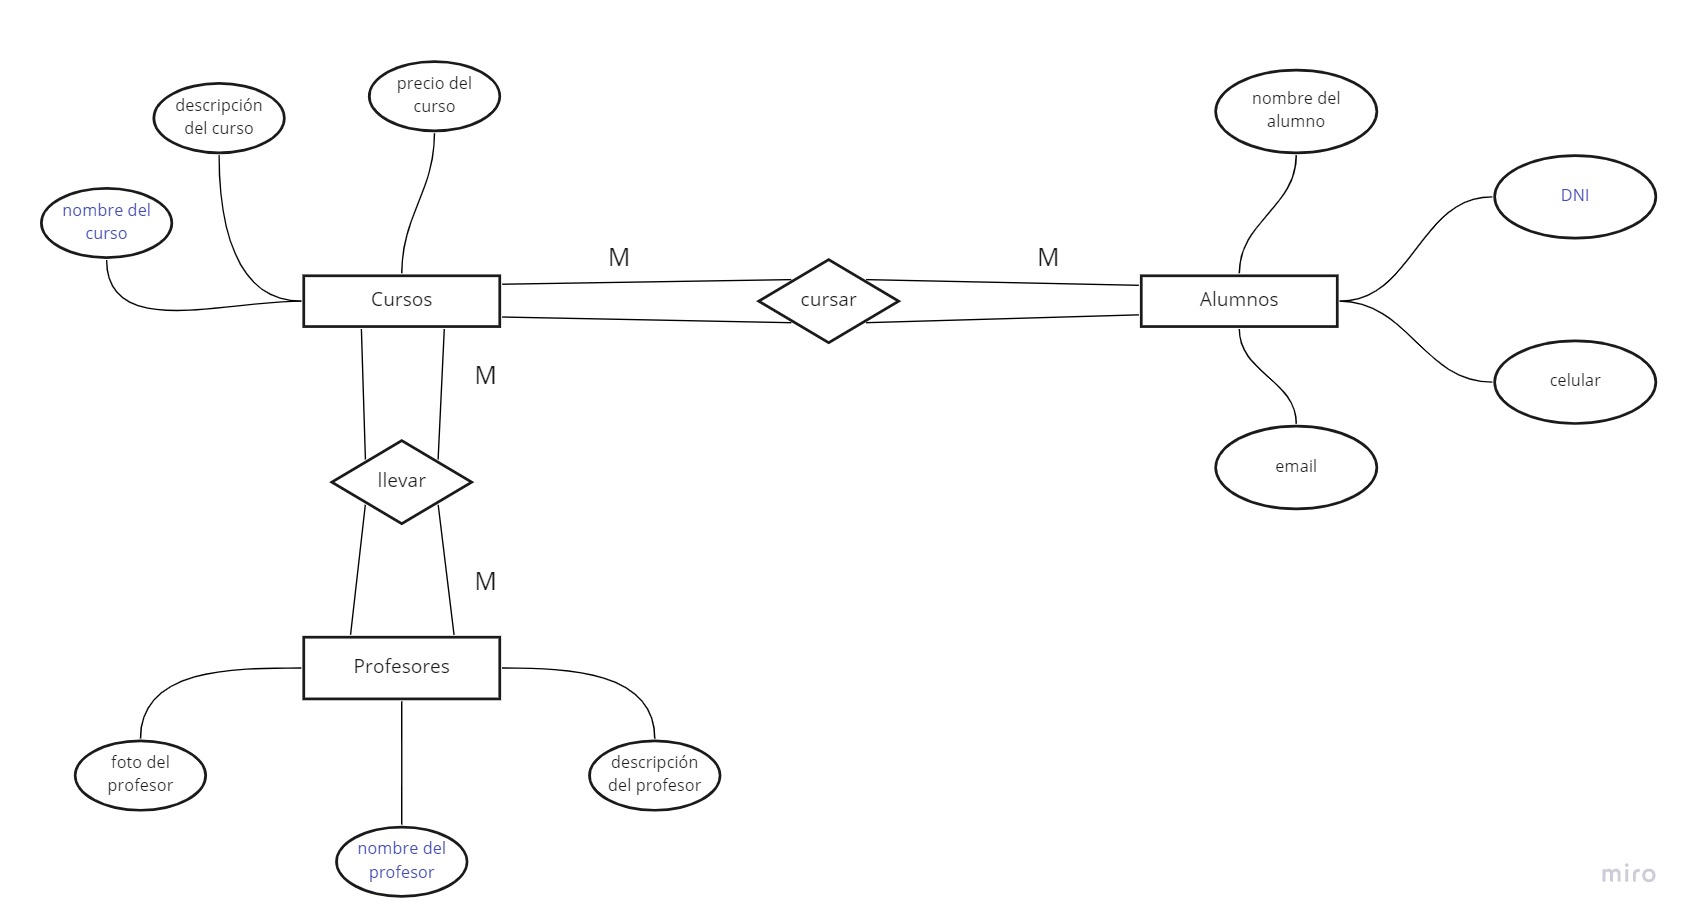 precio del
curso
descripción
del curso
nombre del
curso
nombre del
alumno
DNI
M
M
Cursos
cursar
Alumnos
M
celular
llevar
email
M
Profesores
foto del
profesor
descripción
del profesor
nombre del
profesor
miro